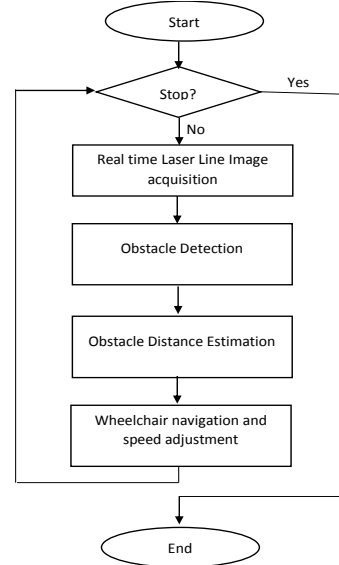 Start
Stop?
Yes
No
Real time Laser Line Image
acquisition
Obstacle Detection
Obstacle Distance Estimation
Wheelchair navigation and
speed adjustment
End